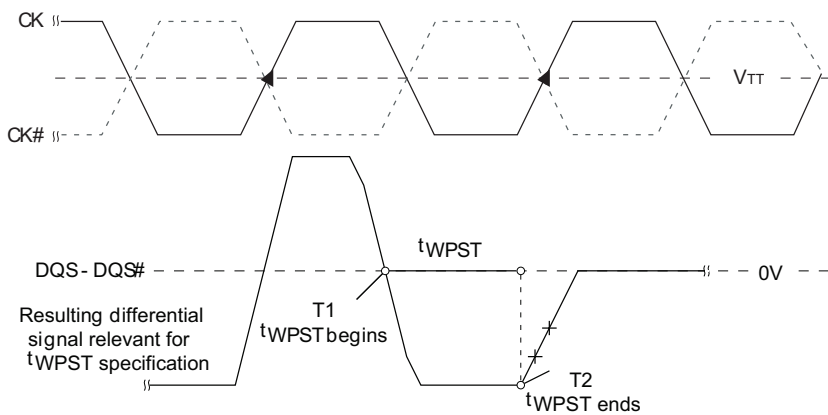 CK
VTT
CK#
tWPST
DQS - DQS#
0V
Resulting differential
signal relevant for
tWPST specification
T1
tWPST begins
T2
tWPST ends